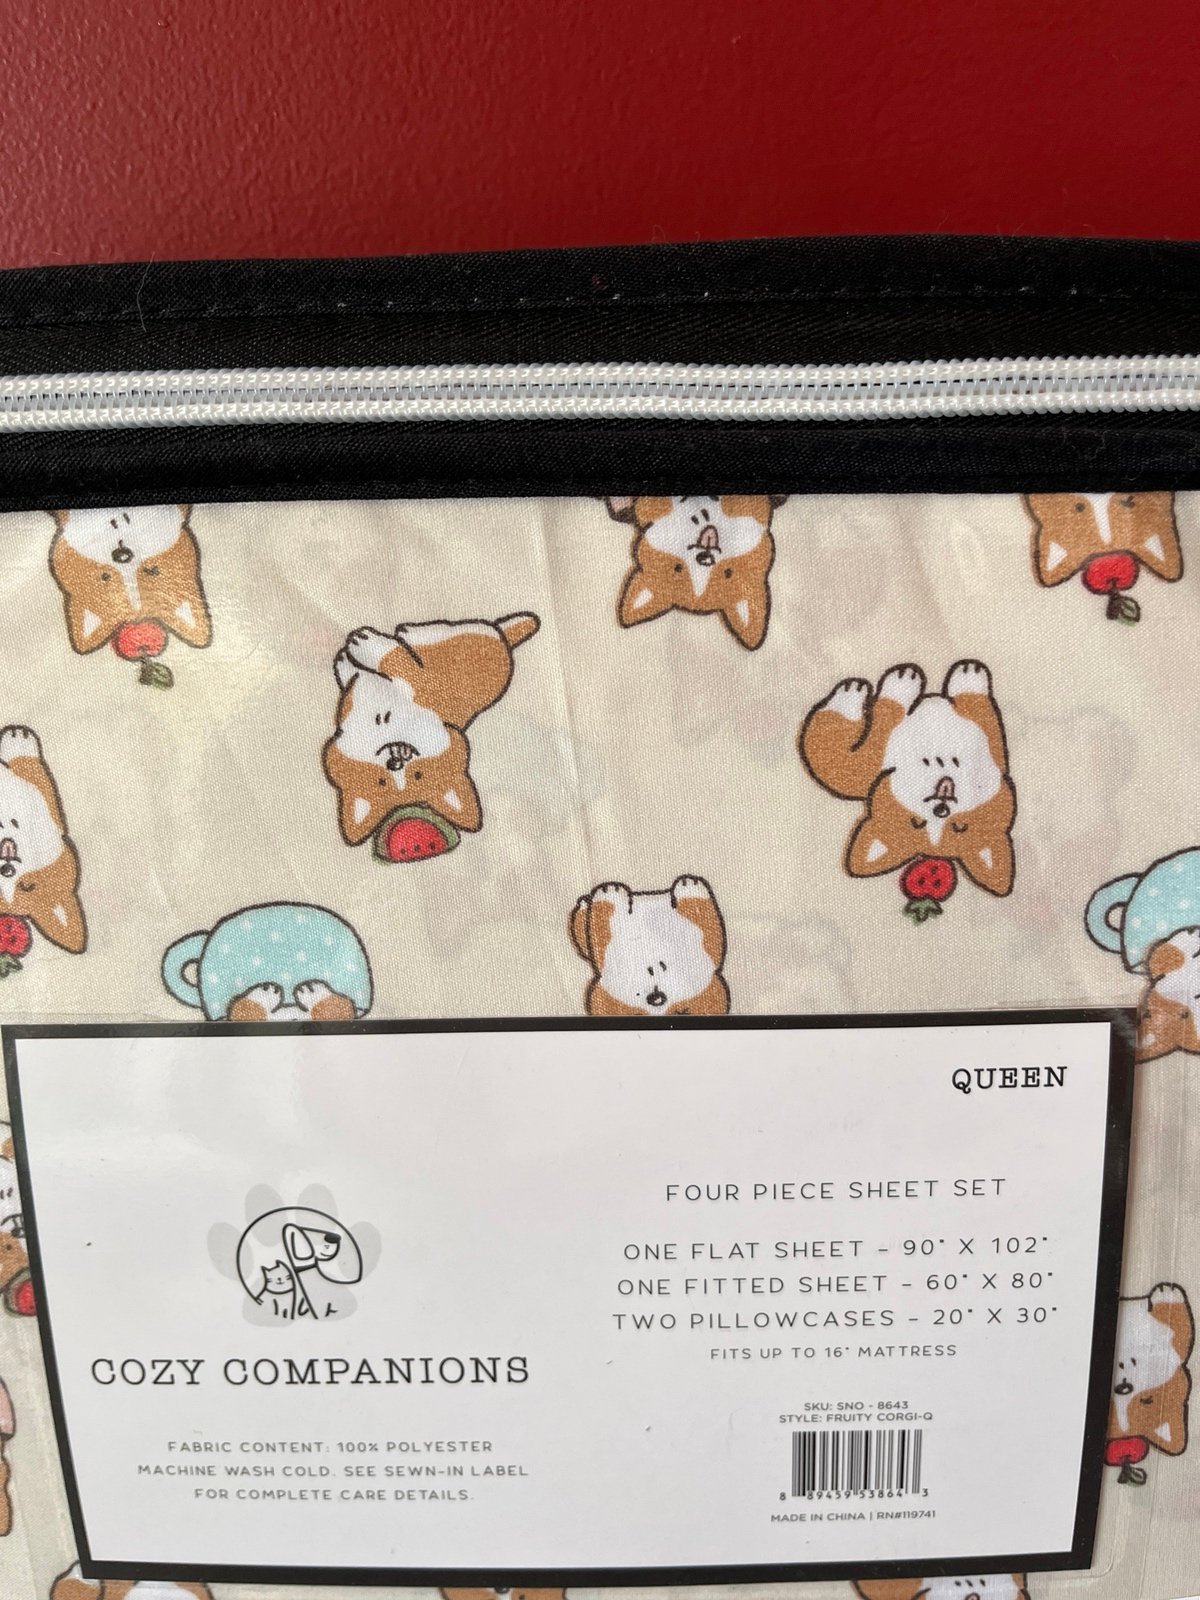 QUEEN
FOUR PIECE SHEET SET
ONE FLAT SHEET - 90" X 102"
ONE FITTED SHEET - 60" X 80"
TWO PILLOWCASES - 20" X 30"
FITS UP TO 16" MATTRESS
COZY COMPANIONS
FABRIC CONTENT: 100% POLYESTER
MACHINE WASH COLD. SEE SEWN-IN LABEL
FOR COMPLETE CARE DETAILS.
SKU: SNO - 8643
STYLE: FRUITY CORGI-Q
8 89459 53864 3
MADE IN CHINA | RN#119741